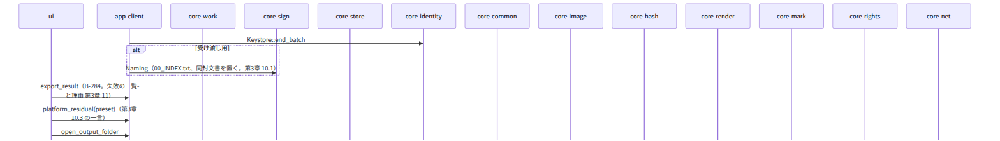 ui
app-client
core-work
core-sign
core-store
core-identity
core-common
core-image
core-hash
core-render
core-mark
core-rights
core-net
Keystore::end_batch
alt
[受け渡し用]
Naming（00_INDEX.txt、同封文書を置く。第3章 10.1）
export_result（B-284。失敗の一覧-
と理由 第3章 11）
platform_residual(preset)（第3章
10.3 の一言）
open_output_folder